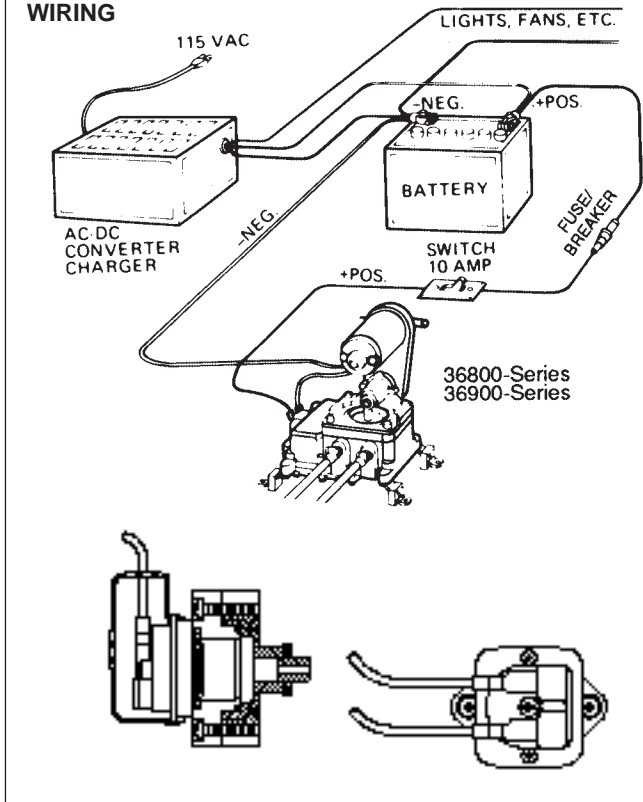 WIRING
LIGHTS, FANS, ETC.
115 VAC
-NEG.
+POS.
BATTERY
FUSE/
BREAKER
AC-DC
CONVERTER
CHARGER
-NEG.
SWITCH
10 AMP
+POS.
36800-Series
36900-Series